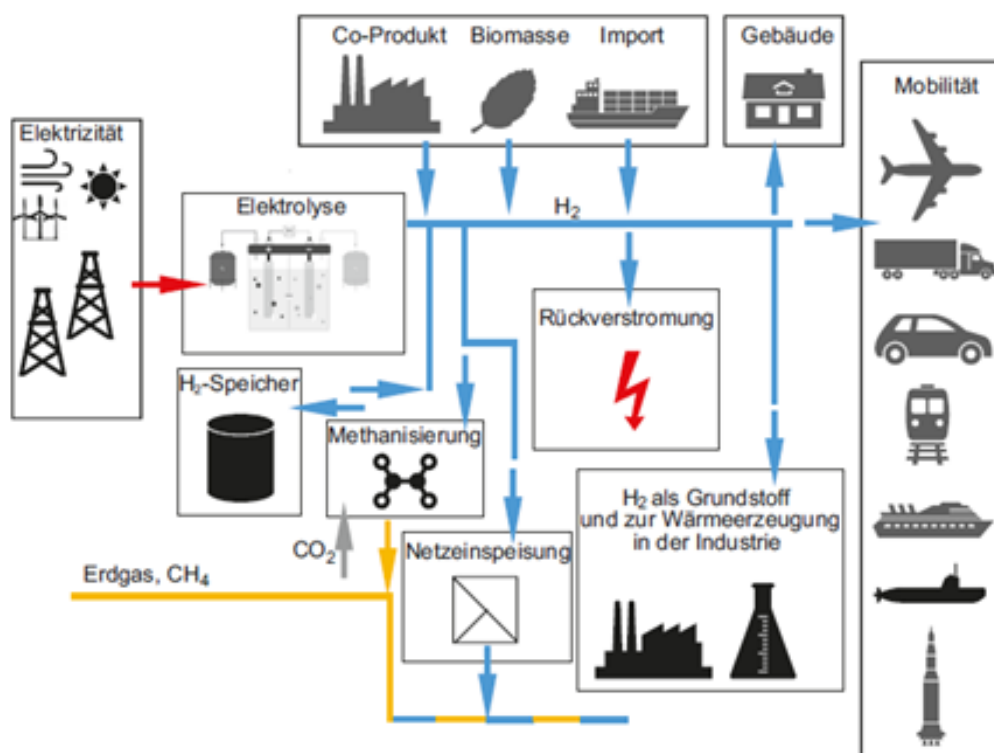 Co-Produkt
Biomasse
Import
Gebäude
Mobilität
Elektrizität
Elektrolyse
H₂
Rückverstromung
H₂-Speicher
Methanisierung
CO₂
Netzeinspeisung
H₂ als Grundstoff
und zur Wärmeerzeugung
in der Industrie
Erdgas, CH₄